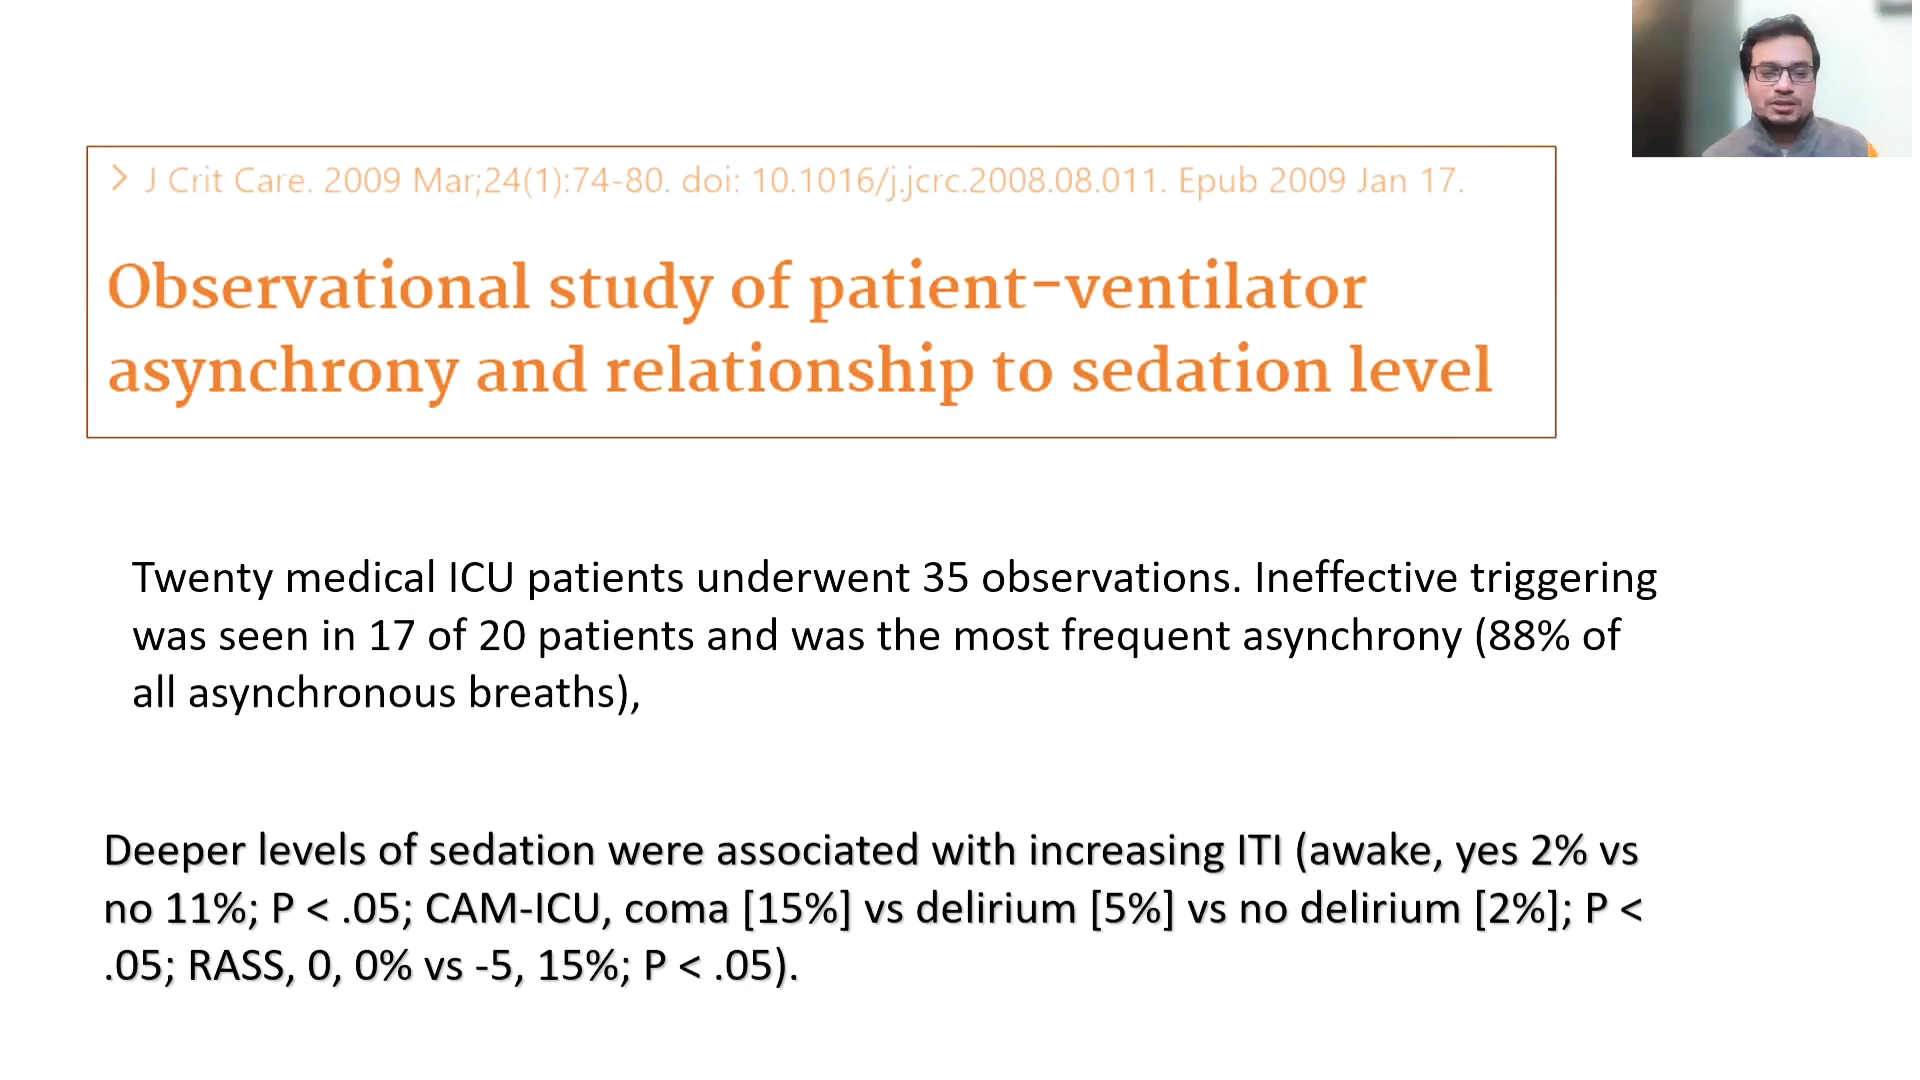 > J Crit Care. 2009 Mar;24(1):74-80. doi: 10.1016/j.jcrc.2008.08.011. Epub 2009 Jan 17.
Observational study of patient-ventilator
asynchrony and relationship to sedation level
Twenty medical ICU patients underwent 35 observations. Ineffective triggering
was seen in 17 of 20 patients and was the most frequent asynchrony (88% of
all asynchronous breaths),
Deeper levels of sedation were associated with increasing ITI (awake, yes 2% vs
no 11%; P < .05; CAM-ICU, coma [15%] vs delirium [5%] vs no delirium [2%]; P <
.05; RASS, 0, 0% vs -5, 15%; P < .05).